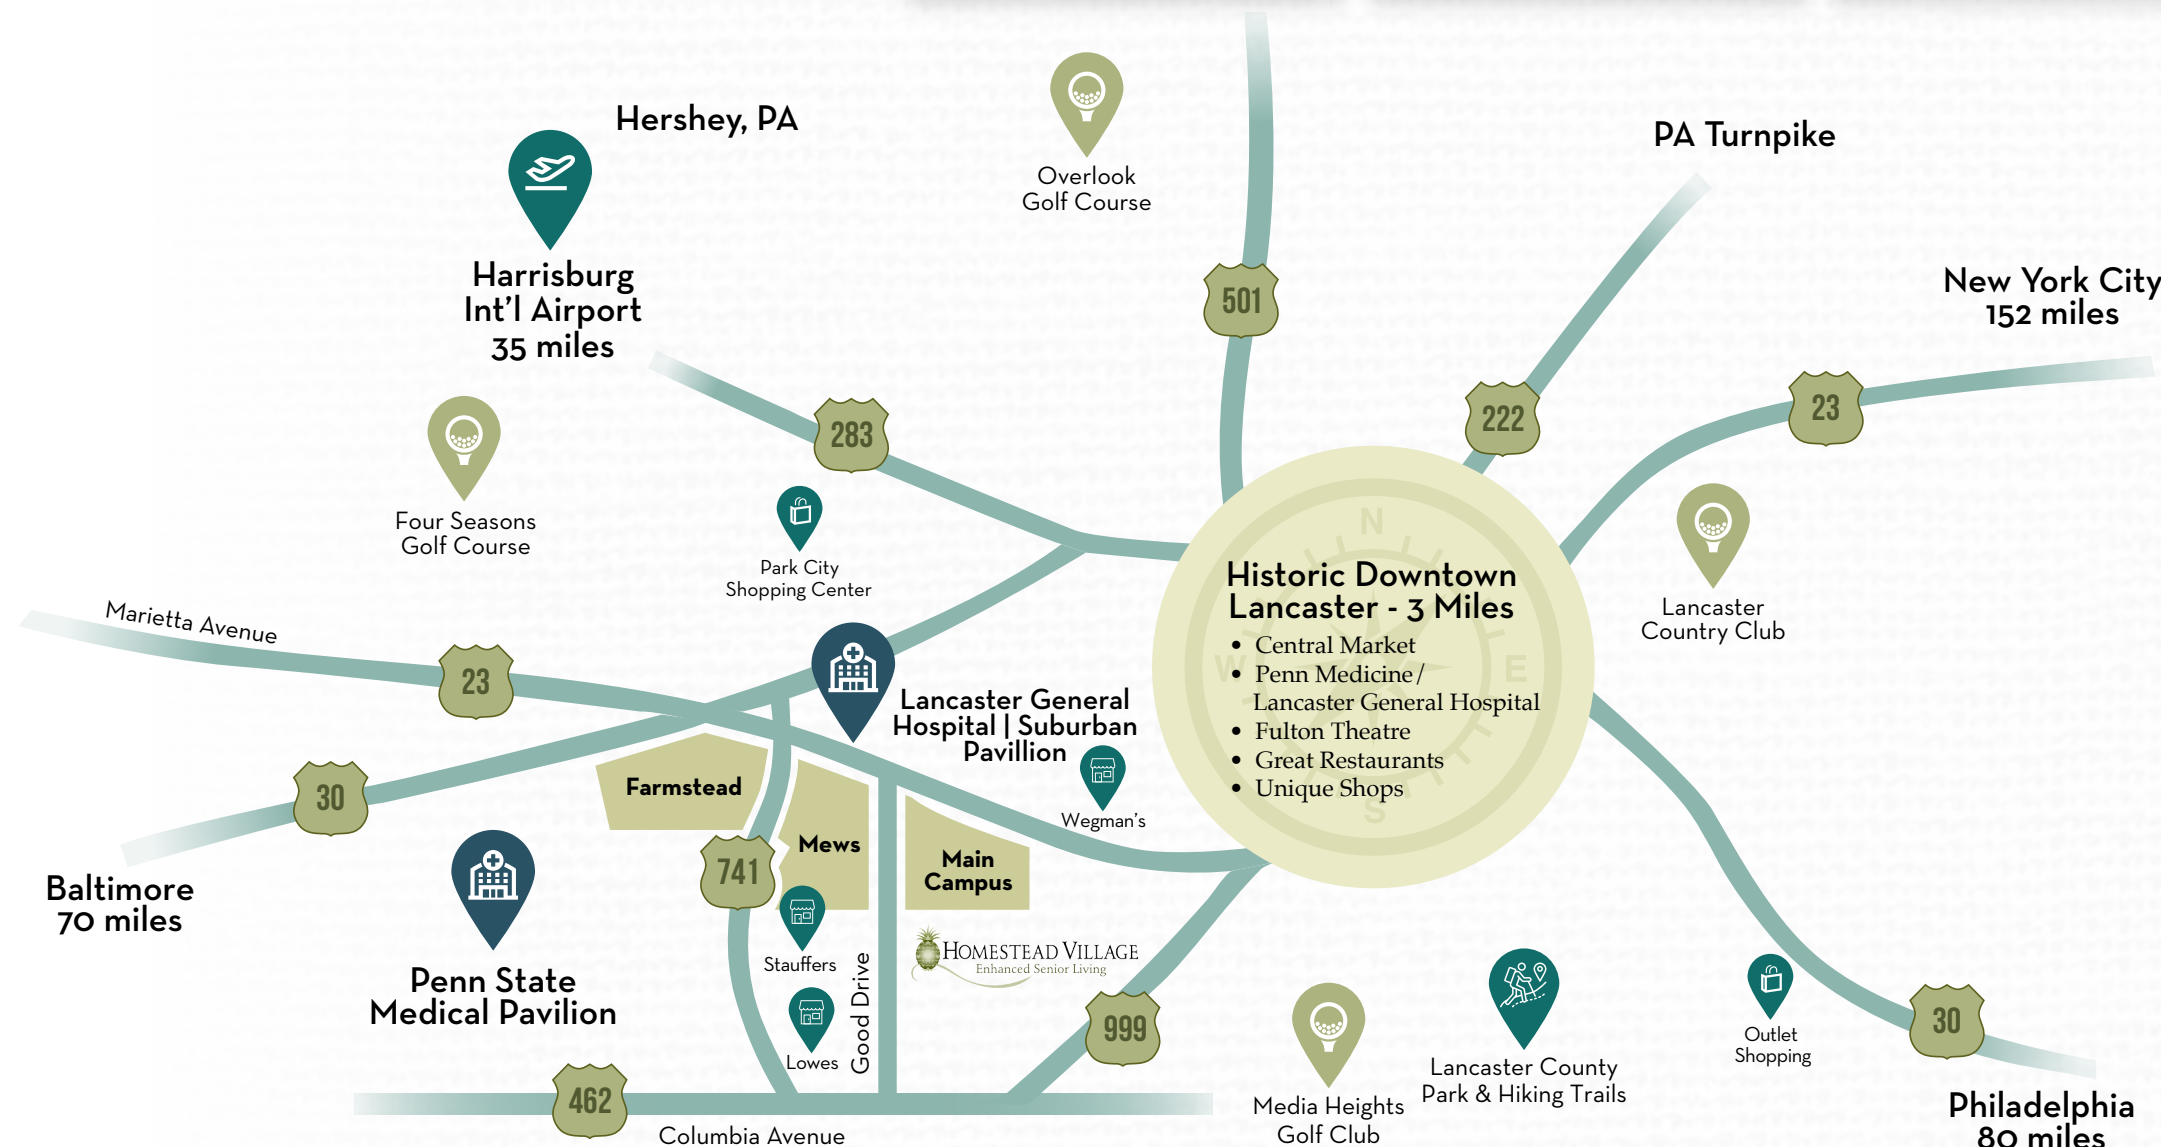 Hershey, PA
Overlook
Golf Course
PA Turnpike
Harrisburg
Int'l Airport
35 miles
501
New York City
152 miles
283
222
23
Four Seasons
Golf Course
Park City
Shopping Center
N
W
E
S
Historic Downtown
Lancaster - 3 Miles
• Central Market
• Penn Medicine/
Lancaster General Hospital
• Fulton Theatre
• Great Restaurants
• Unique Shops
Lancaster
Country Club
Marietta Avenue
23
Lancaster General
Hospital | Suburban
Pavillion
Wegman's
30
Farmstead
Mews
Main
Campus
741
Baltimore
70 miles
Penn State
Medical Pavilion
Stauffers
Lowes
Good Drive
HOMESTEAD VILLAGE
Enhanced Senior Living
999
462
Columbia Avenue
Media Heights
Golf Club
Lancaster County
Park & Hiking Trails
Outlet
Shopping
30
Philadelphia
80 miles